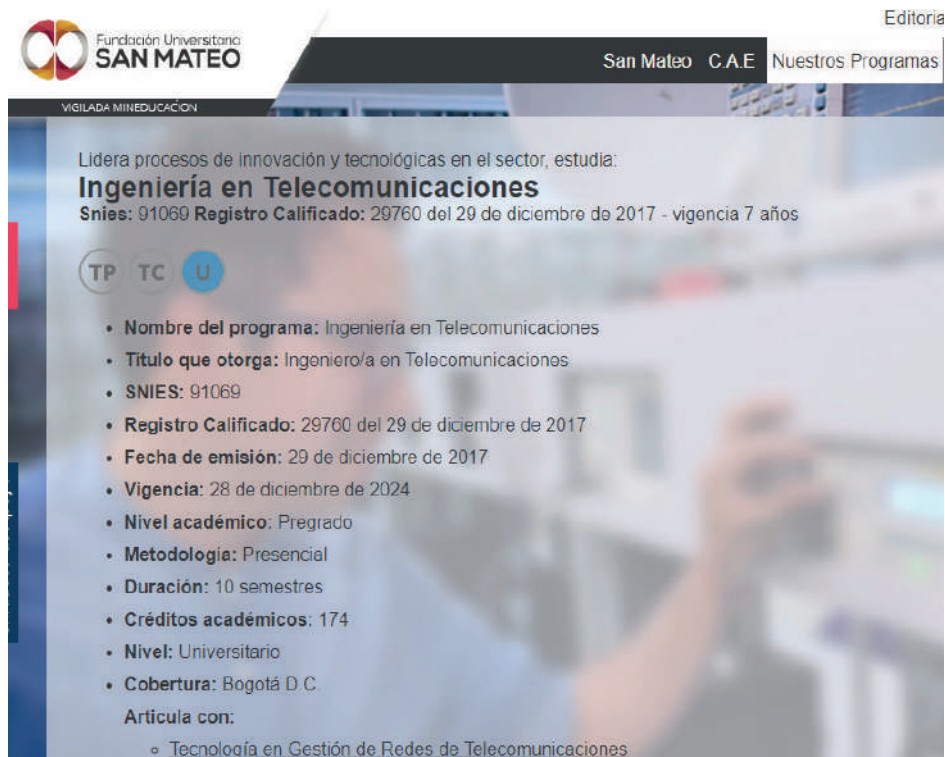 Editoria
Fundación Universitaria
SAN MATEO
San Mateo C.A.E Nuestros Programas
VIGILADA MINEDUCACIÓN
Lidera procesos de innovación y tecnológicas en el sector, estudia:
Ingeniería en Telecomunicaciones
Snies: 91069 Registro Calificado: 29760 del 29 de diciembre de 2017 - vigencia 7 años
TP TC U
• Nombre del programa: Ingeniería en Telecomunicaciones
• Título que otorga: Ingeniero/a en Telecomunicaciones
• SNIES: 91069
• Registro Calificado: 29760 del 29 de diciembre de 2017
• Fecha de emisión: 29 de diciembre de 2017
• Vigencia: 28 de diciembre de 2024
• Nivel académico: Pregrado
• Metodología: Presencial
• Duración: 10 semestres
• Créditos académicos: 174
• Nivel: Universitario
• Cobertura: Bogotá D.C.
Articula con:
○ Tecnología en Gestión de Redes de Telecomunicaciones